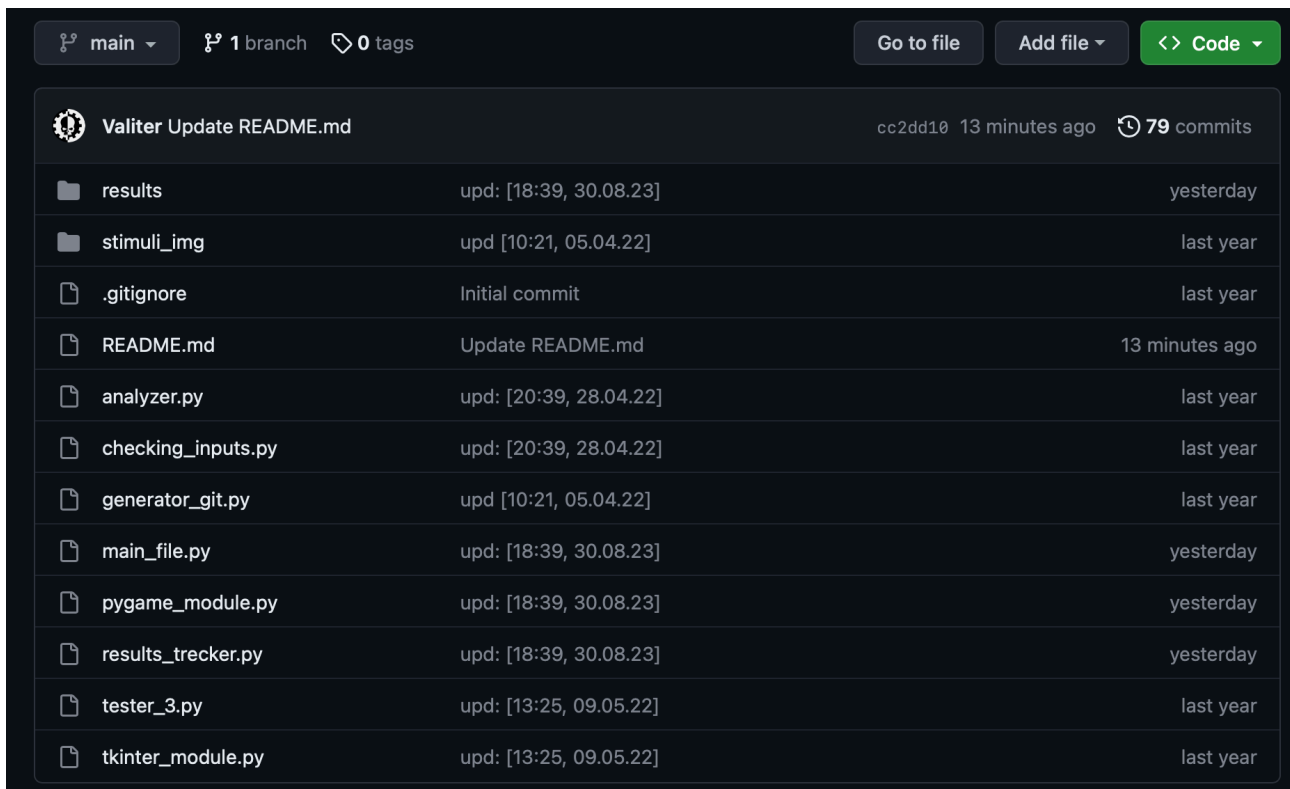 main 1 branch 0 tags Go to file Add file <> Code
Valiter Update README.md cc2dd10 13 minutes ago 79 commits
results upd: [18:39, 30.08.23] yesterday
stimuli_img upd [10:21, 05.04.22] last year
.gitignore Initial commit last year
README.md Update README.md 13 minutes ago
analyzer.py upd: [20:39, 28.04.22] last year
checking_inputs.py upd: [20:39, 28.04.22] last year
generator_git.py upd [10:21, 05.04.22] last year
main_file.py upd: [18:39, 30.08.23] yesterday
pygame_module.py upd: [18:39, 30.08.23] yesterday
results_trecker.py upd: [18:39, 30.08.23] yesterday
tester_3.py upd: [13:25, 09.05.22] last year
tkinter_module.py upd: [13:25, 09.05.22] last year